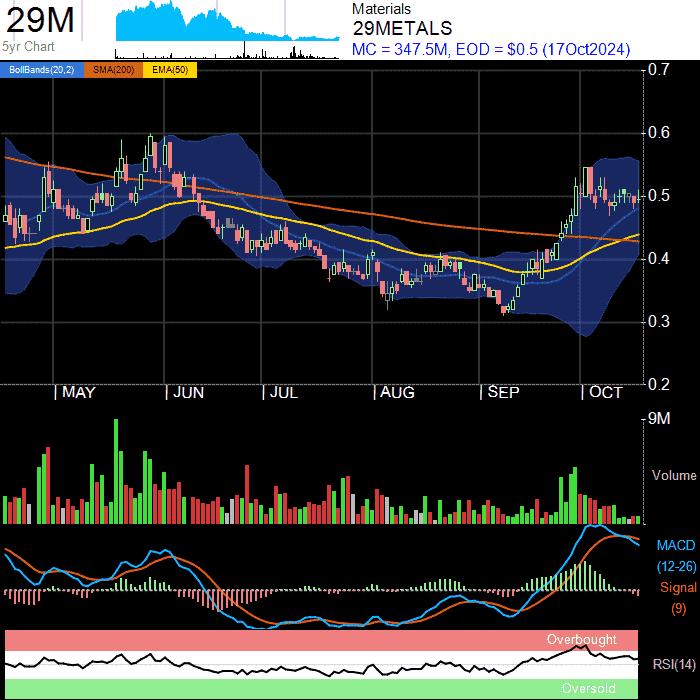 29M
5yr Chart
Materials
29METALS
MC = 347.5M, EOD = $0.5 (17Oct2024)
BollBands(20,2) SMA(200) EMA(50)
0.7
0.6
0.5
0.4
0.3
0.2
MAY JUN JUL AUG SEP OCT
9M
Volume
MACD
(12-26)
Signal
(9)
Overbought
RSI(14)
Oversold